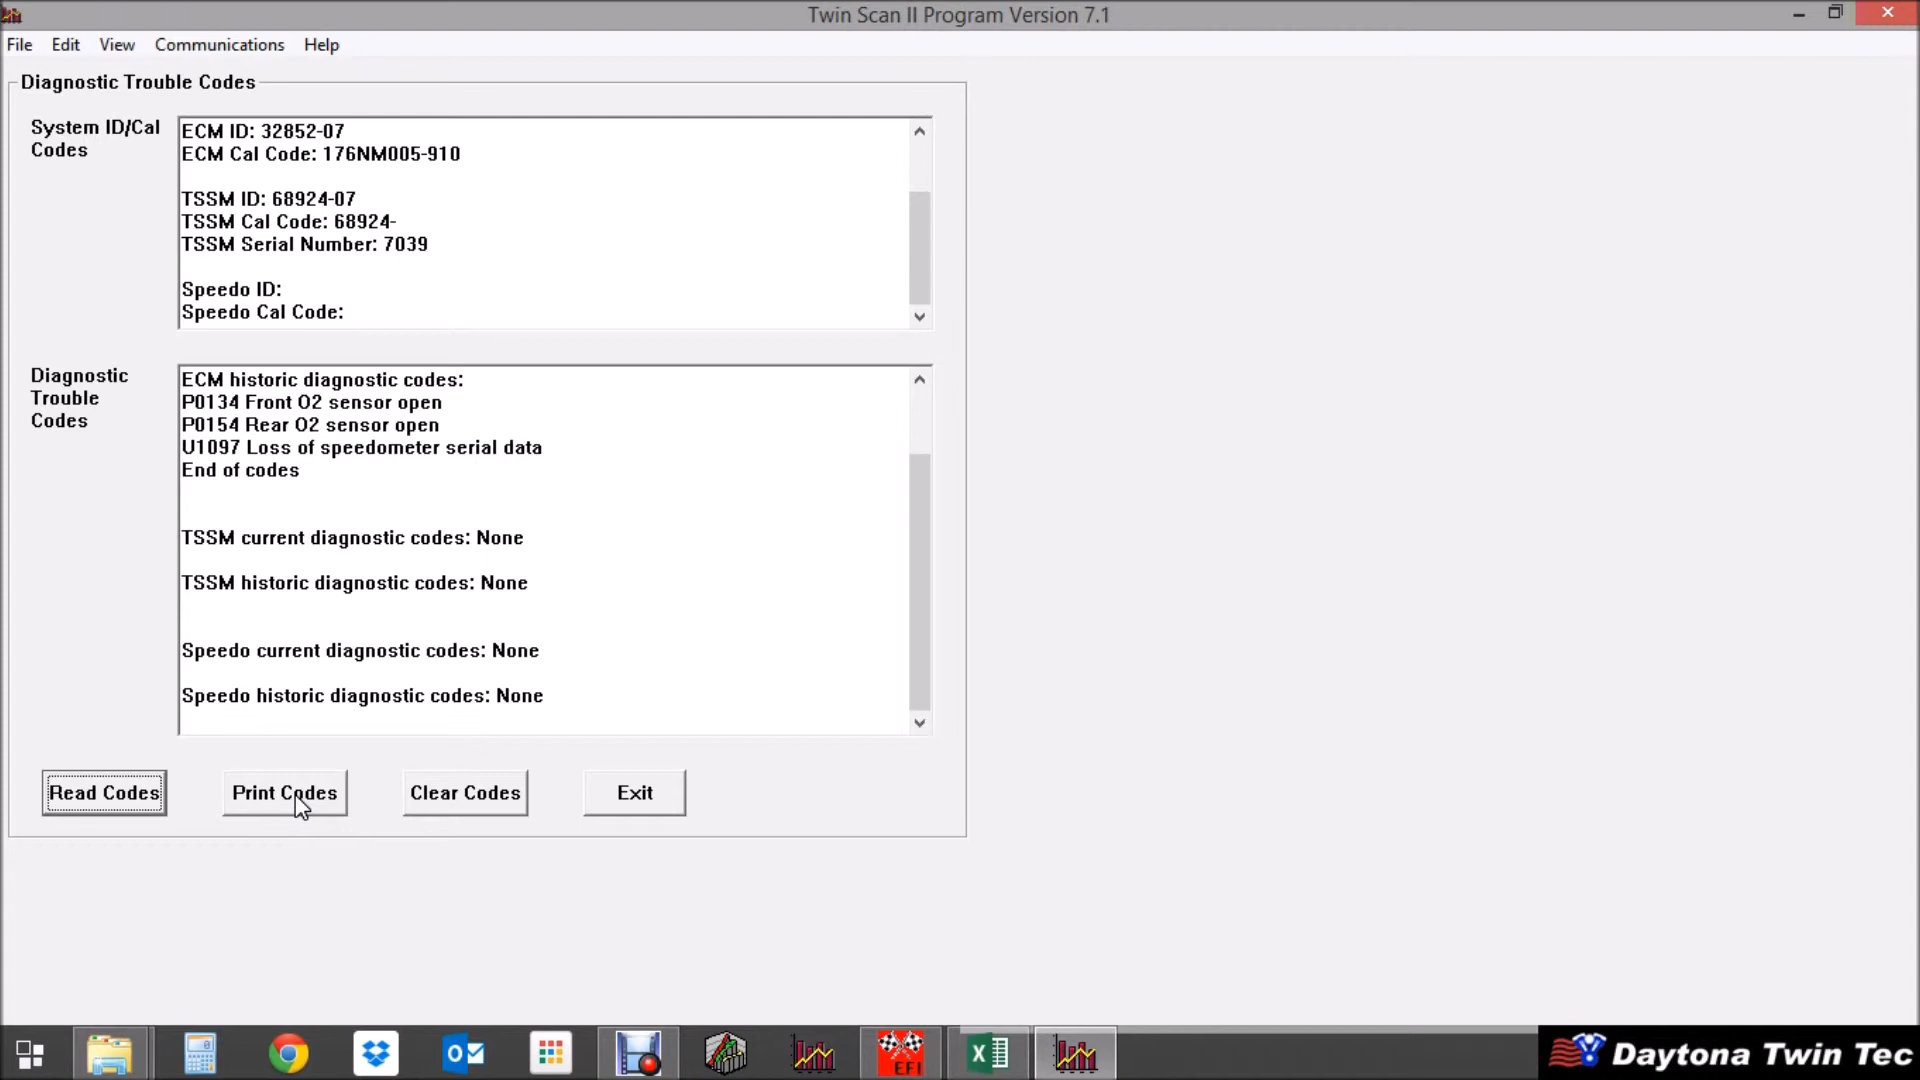 Twin Scan II Program Version 7.1
File Edit View Communications Help
Diagnostic Trouble Codes
System ID/Cal
Codes
ECM ID: 32852-07
ECM Cal Code: 176NM005-910
TSSM ID: 68924-07
TSSM Cal Code: 68924-
TSSM Serial Number: 7039
Speedo ID:
Speedo Cal Code:
Diagnostic
Trouble
Codes
ECM historic diagnostic codes:
P0134 Front O2 sensor open
P0154 Rear O2 sensor open
U1097 Loss of speedometer serial data
End of codes
TSSM current diagnostic codes: None
TSSM historic diagnostic codes: None
Speedo current diagnostic codes: None
Speedo historic diagnostic codes: None
Read Codes Print Codes Clear Codes Exit
EFI
Daytona Twin Tec